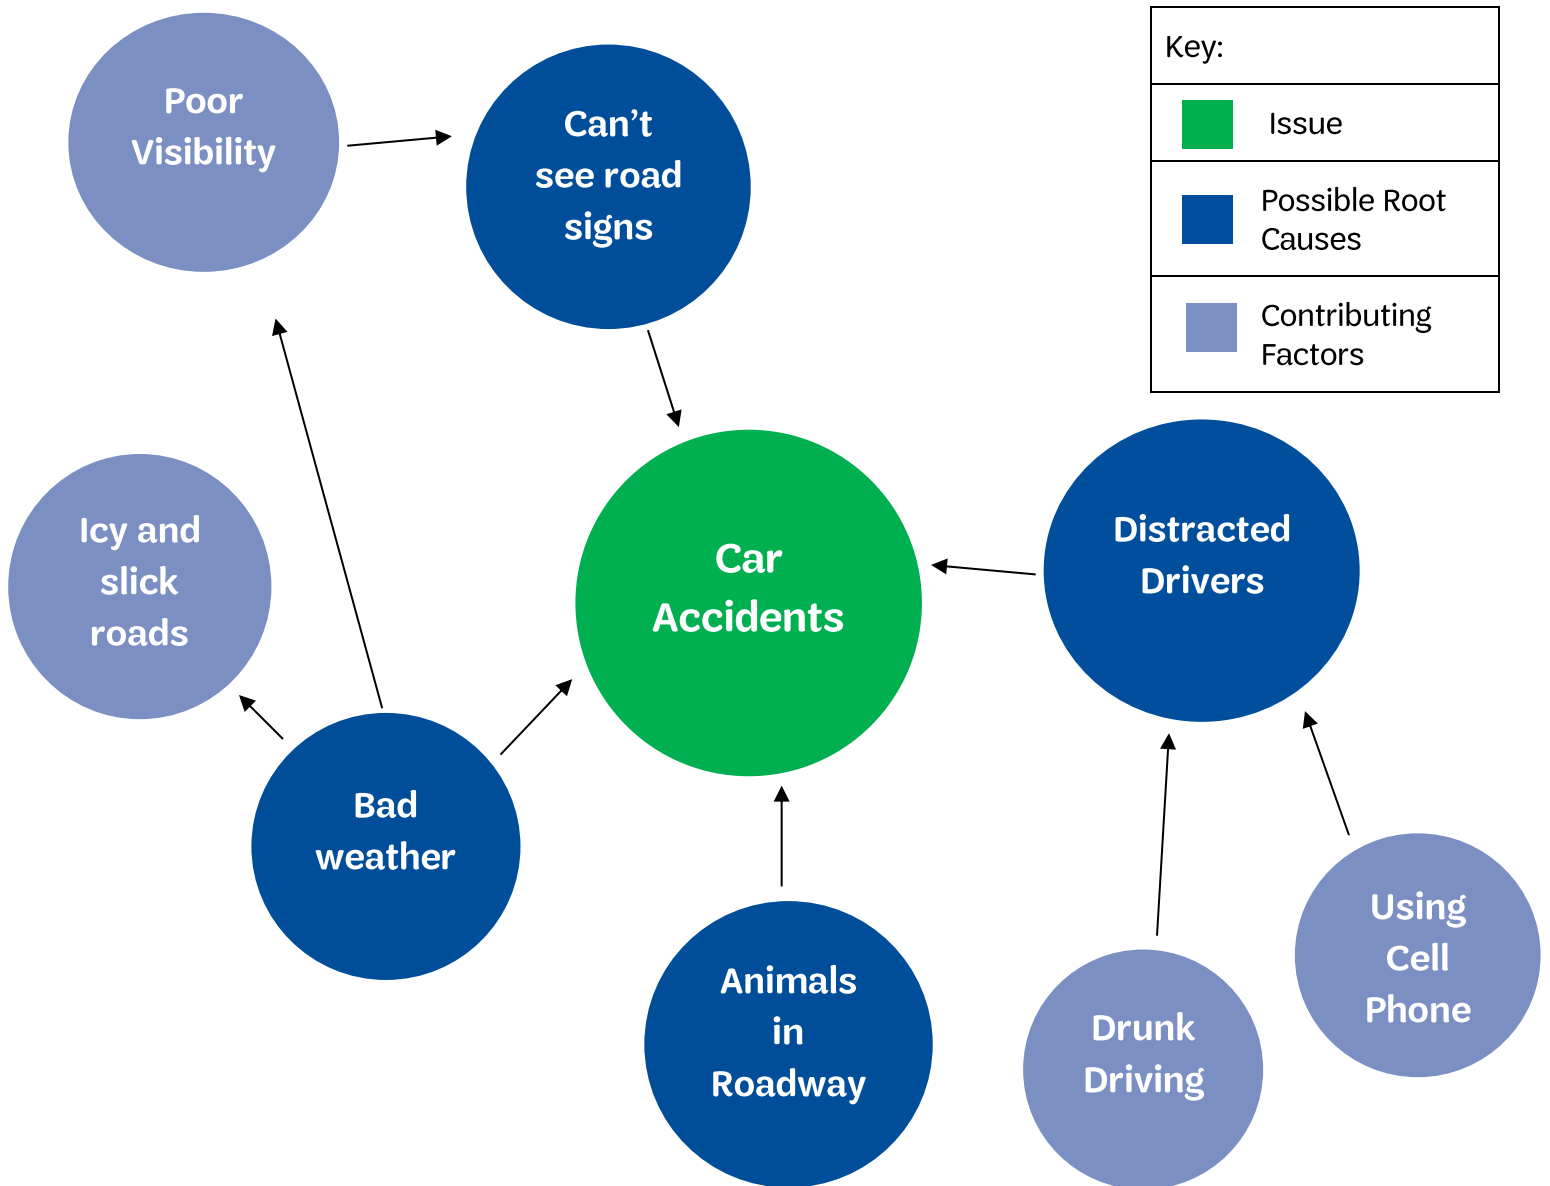 Poor
Visibility
Can’t
see road
signs
Key:
Issue
Possible Root
Causes
Contributing
Factors
Icy and
slick
roads
Car
Accidents
Distracted
Drivers
Bad
weather
Animals
in
Roadway
Drunk
Driving
Using
Cell
Phone